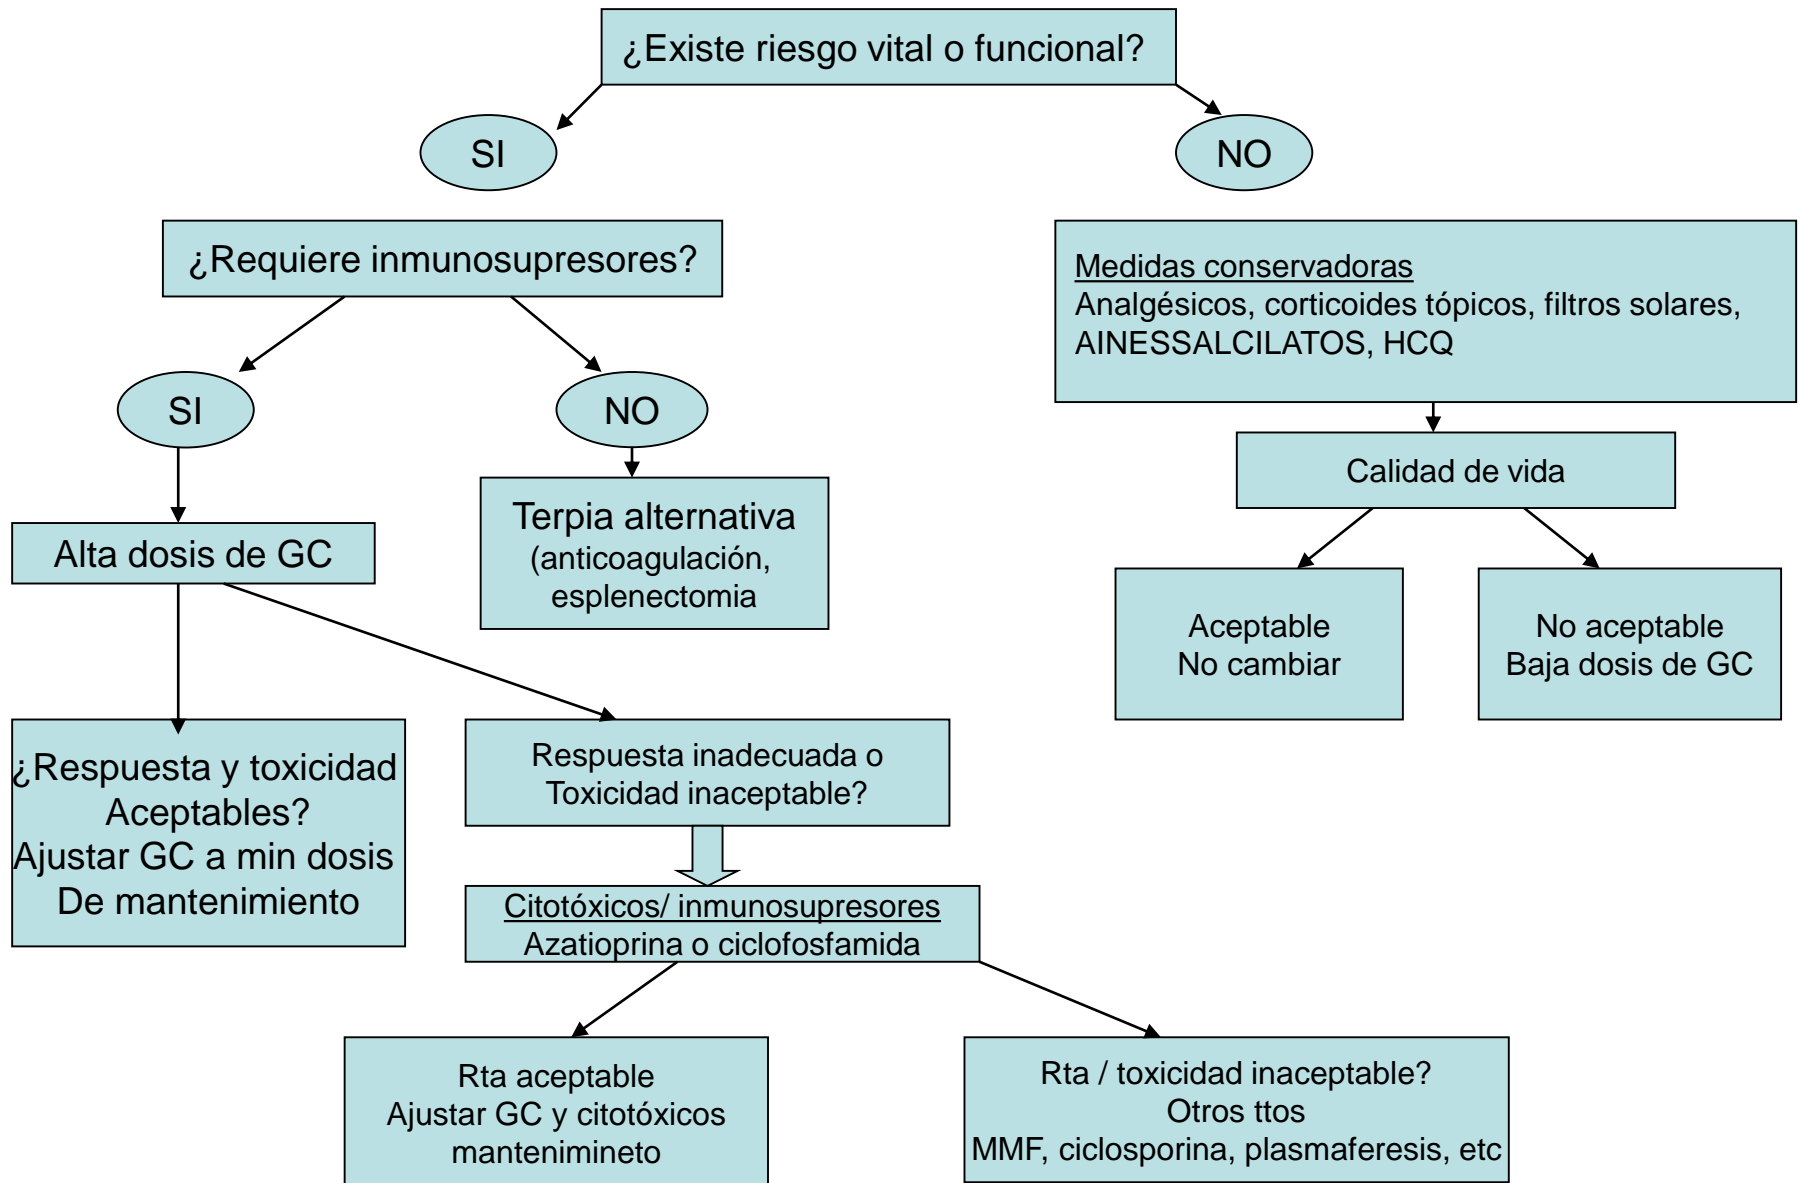 ¿Existe riesgo vital o funcional?
SI
NO
¿Requiere inmunosupresores?
Medidas conservadoras
Analgésicos, corticoides tópicos, filtros solares,
AINESSALCILATOS, HCQ
SI
NO
Calidad de vida
Terpia alternativa
(anticoagulación,
esplenectomia
Alta dosis de GC
Aceptable
No cambiar
No aceptable
Baja dosis de GC
¿Respuesta y toxicidad
Aceptables?
Ajustar GC a min dosis
De mantenimiento
Respuesta inadecuada o
Toxicidad inaceptable?
Citotóxicos/ inmunosupresores
Azatioprina o ciclofosfamida
Rta aceptable
Ajustar GC y citotóxicos
mantenimineto
Rta / toxicidad inaceptable?
Otros ttos
MMF, ciclosporina, plasmaferesis, etc